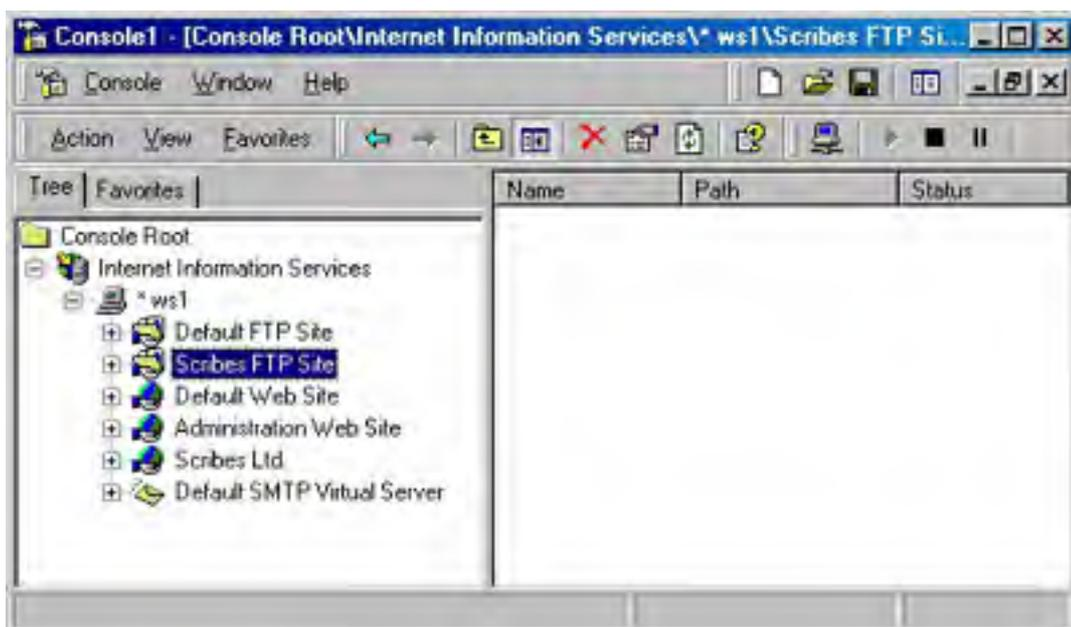 Console1 - [Console Root\Internet Information Services\* ws1\Scribes FTP Si...
Console Window Help
Action View Favorites
Tree Favorites
Name Path Status
Console Root
Internet Information Services
* ws1
Default FTP Site
Scribes FTP Site
Default Web Site
Administration Web Site
Scribes Ltd
Default SMTP Virtual Server